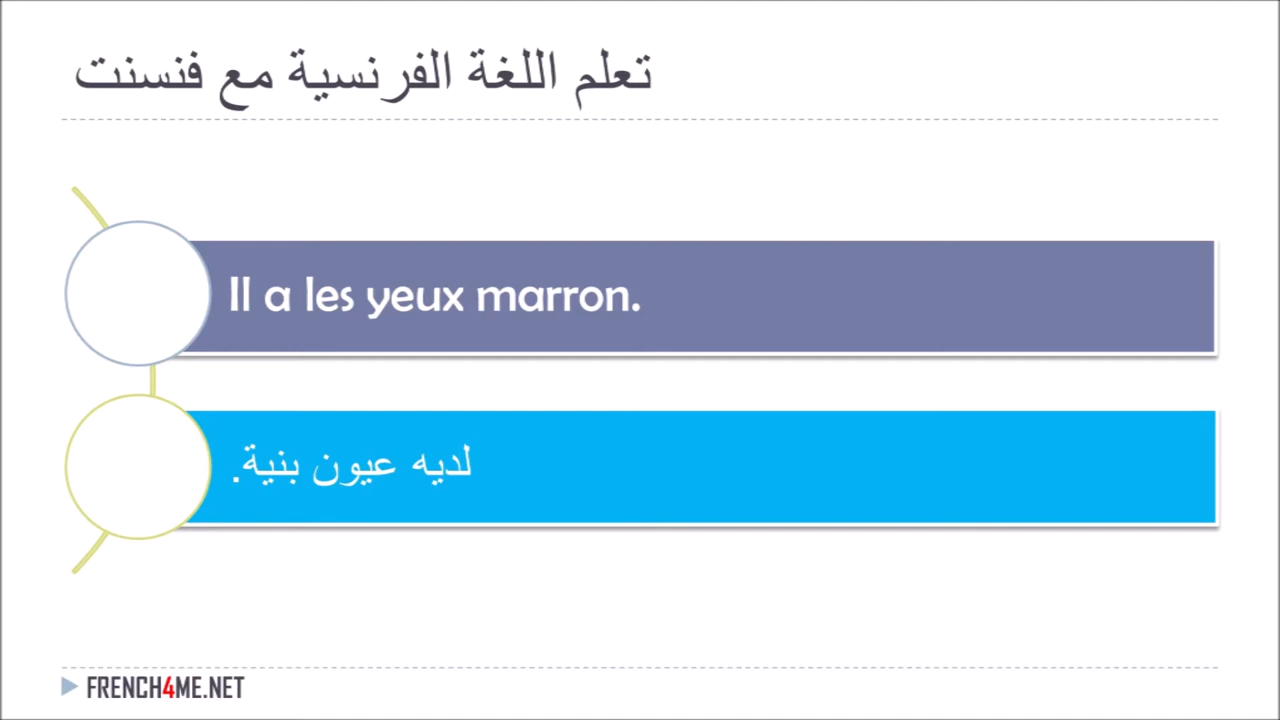 تعلم اللغة الفرنسية مع فنسنت
Il a les yeux marron.
لديه عيون بنية.
FRENCH4ME.NET